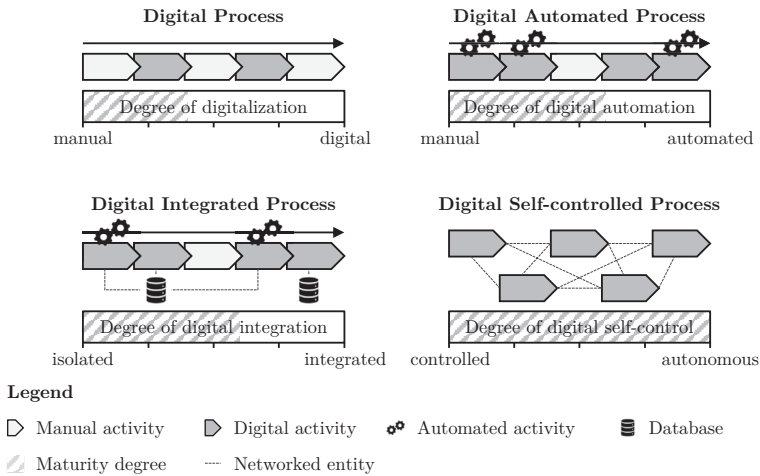 Digital Process
Degree of digitalization
manual digital
Digital Automated Process
Degree of digital automation
manual automated
Digital Integrated Process
Degree of digital integration
isolated integrated
Digital Self-controlled Process
Degree of digital self-control
controlled autonomous
Legend
Manual activity Digital activity Automated activity Database
Maturity degree Networked entity